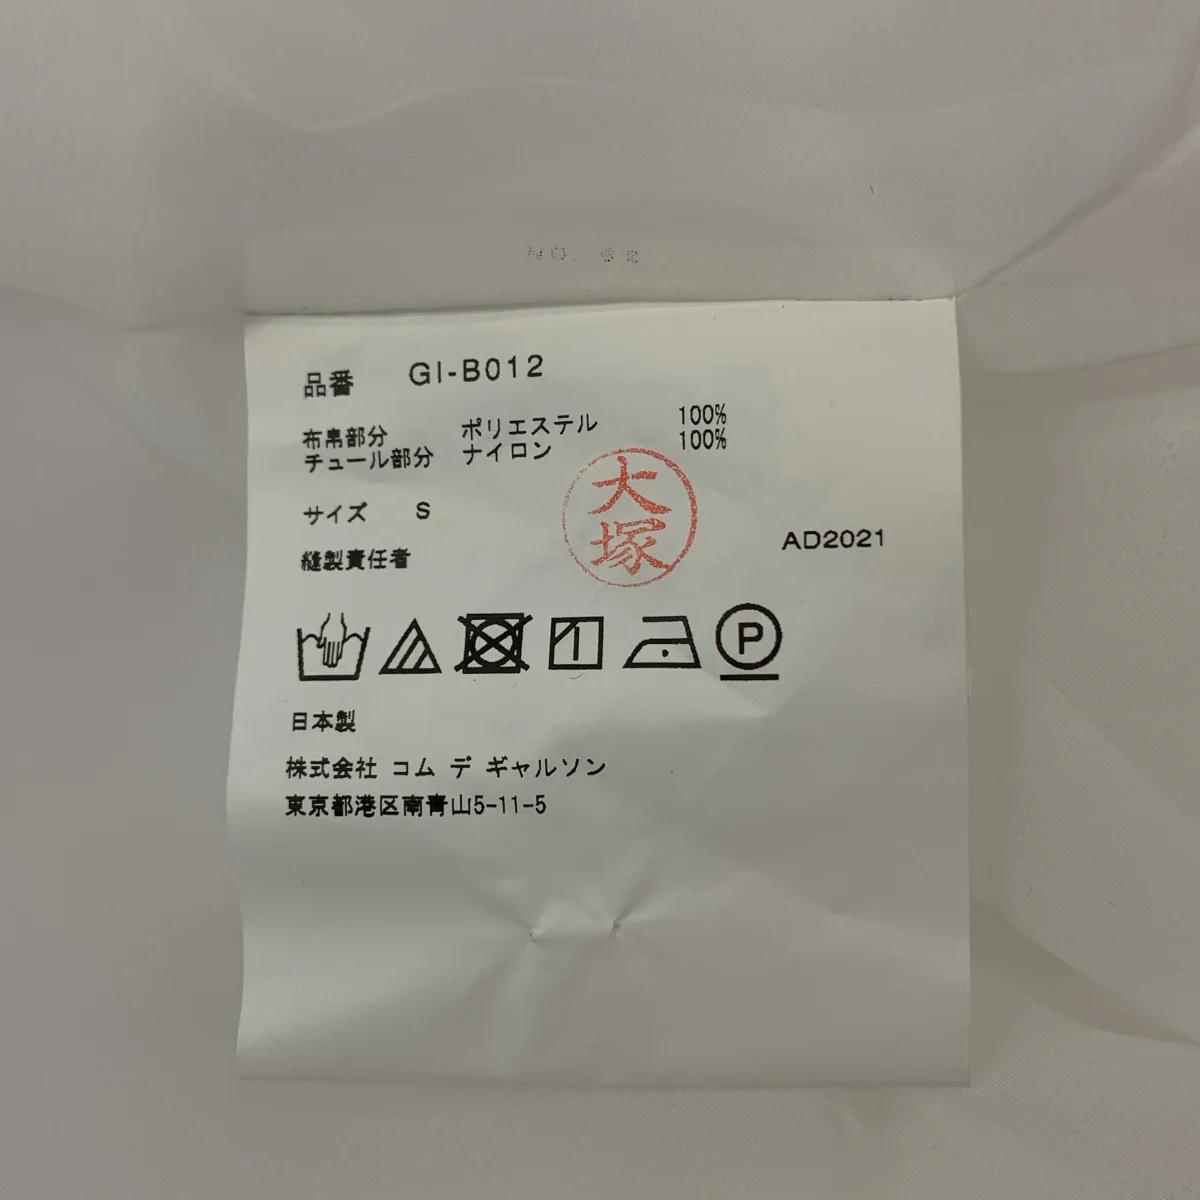 NO. 62
品番 GI-B012
布帛部分 ポリエステル 100%
チュール部分 ナイロン 100%
サイズ S
大塚
縫製責任者
AD2021
P
日本製
株式会社 コム デ ギャルソン
東京都港区南青山5-11-5